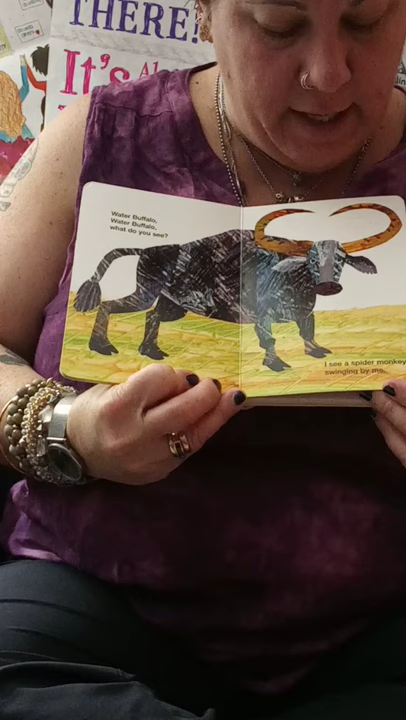 THERE!
It's
Water Buffalo,
Water Buffalo,
what do you see?
I see a spider monkey
swinging by me.